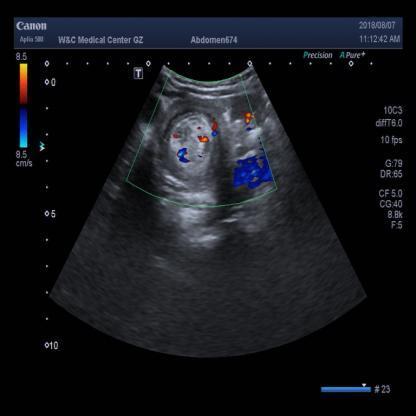 Canon
2018/08/07
Aplio 500 W&C Medical Center GZ Abdomen674 11:12:42 AM
Precision A Pure+
8.5
T
0
8.5
cm/s
10C3
diffT6.0
10 fps
G:79
DR:65
CF 5.0
CG:40
8.8k
F:5
5
10
# 23